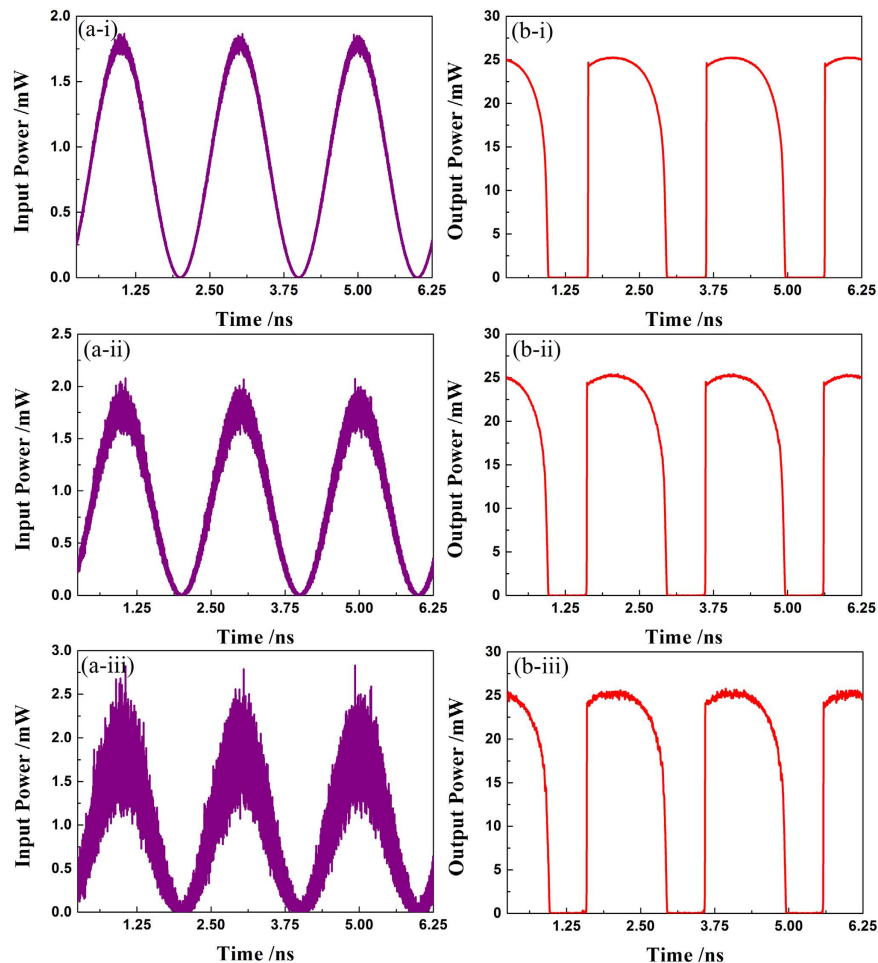 (a-i)
Input Power /mW
2.0
1.5
1.0
0.5
0.0
1.25 2.50 3.75 5.00 6.25
Time /ns
(b-i)
Output Power /mW
30
25
20
15
10
5
0
1.25 2.50 3.75 5.00 6.25
Time /ns
(a-ii)
Input Power /mW
2.5
2.0
1.5
1.0
0.5
0.0
1.25 2.50 3.75 5.00 6.25
Time /ns
(b-ii)
Output Power /mW
30
25
20
15
10
5
0
1.25 2.50 3.75 5.00 6.25
Time /ns
(a-iii)
Input Power /mW
3.0
2.5
2.0
1.5
1.0
0.5
0.0
1.25 2.50 3.75 5.00 6.25
Time /ns
(b-iii)
Output Power /mW
30
25
20
15
10
5
0
1.25 2.50 3.75 5.00 6.25
Time /ns